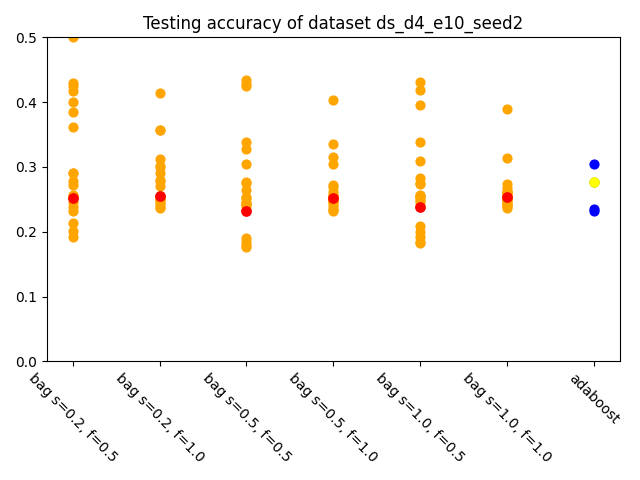 Testing accuracy of dataset ds_d4_e10_seed2
0.5
0.4
0.3
0.2
0.1
0.0
bag s=0.2, f=0.5
bag s=0.2, f=1.0
bag s=0.5, f=0.5
bag s=0.5, f=1.0
bag s=1.0, f=0.5
bag s=1.0, f=1.0
adaboost